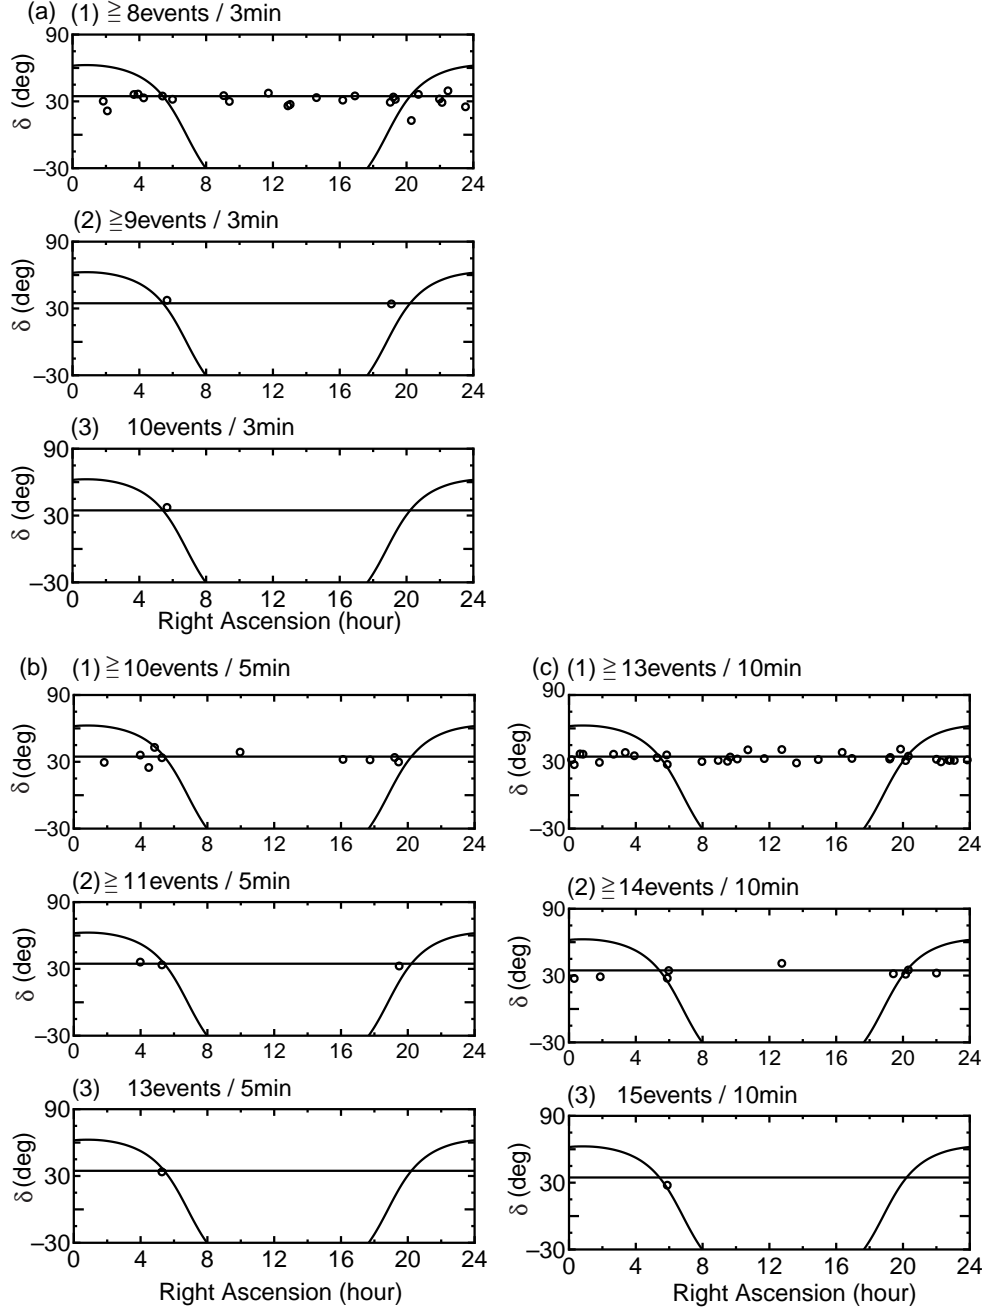 (a) (1) ≧ 8events / 3min
90
30
−30
δ (deg)
0 4 8 12 16 20 24
(2) ≧9events / 3min
90
30
−30
δ (deg)
0 4 8 12 16 20 24
(3) 10events / 3min
90
30
−30
δ (deg)
0 4 8 12 16 20 24
Right Ascension (hour)
(b) (1) ≧10events / 5min
90
30
−30
δ (deg)
0 4 8 12 16 20 24
(2) ≧11events / 5min
90
30
−30
δ (deg)
0 4 8 12 16 20 24
(3) 13events / 5min
90
30
−30
δ (deg)
0 4 8 12 16 20 24
Right Ascension (hour)
(c) (1) ≧13events / 10min
90
30
−30
δ (deg)
0 4 8 12 16 20 24
(2) ≧14events / 10min
90
30
−30
δ (deg)
0 4 8 12 16 20 24
(3) 15events / 10min
90
30
−30
δ (deg)
0 4 8 12 16 20 24
Right Ascension (hour)